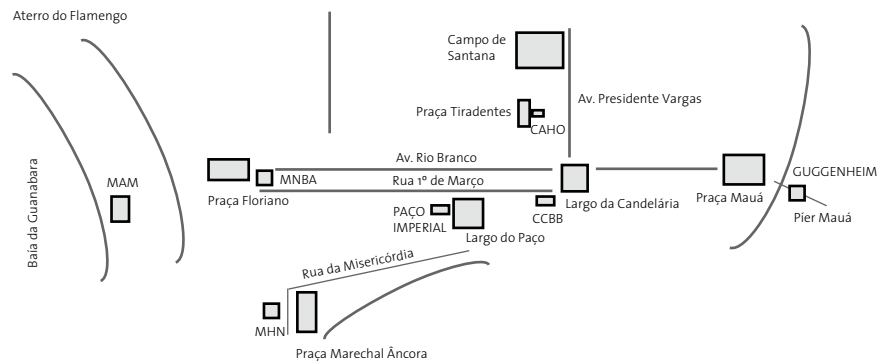 Aterro do Flamengo
Campo de
Santana
Av. Presidente Vargas
Praça Tiradentes
CAHO
Baía da Guanabara
MAM
Av. Rio Branco
MNBA
Rua 1º de Março
Praça Floriano
GUGGENHEIM
Praça Mauá
Píer Mauá
Largo da Candelária
CCBB
PAÇO
IMPERIAL
Largo do Paço
Rua da Misericórdia
MHN
Praça Marechal Âncora